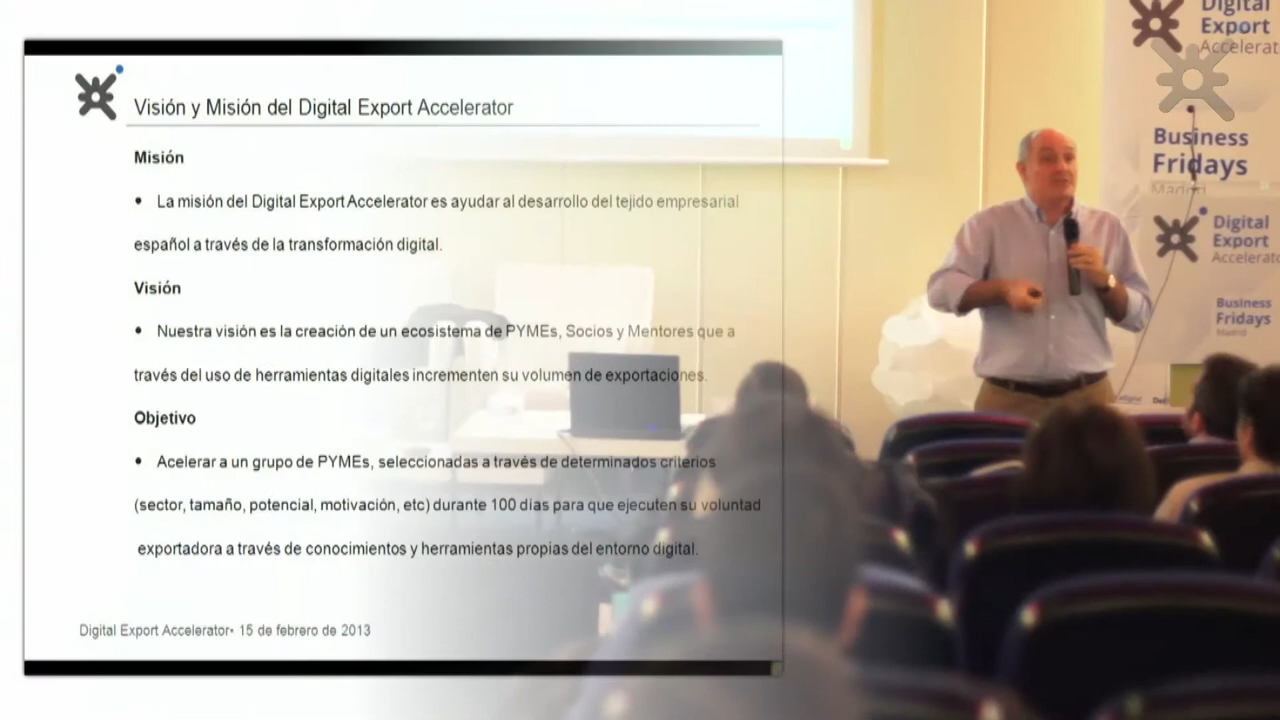 Visión y Misión del Digital Export Accelerator
Misión
• La misión del Digital Export Accelerator es ayudar al desarrollo del tejido empresarial
español a través de la transformación digital.
Visión
• Nuestra visión es la creación de un ecosistema de PYMEs, Socios y Mentores que a
través del uso de herramientas digitales incrementen su volumen de exportaciones.
Objetivo
• Acelerar a un grupo de PYMEs, seleccionadas a través de determinados criterios
(sector, tamaño, potencial, motivación, etc) durante 100 días para que ejecuten su voluntad
exportadora a través de conocimientos y herramientas propias del entorno digital.
Digital Export Accelerator• 15 de febrero de 2013
Digital
Export
Accelerat
Business
Fridays
Madrid
Digital
Export
Accelerato
Business
Fridays
Madrid